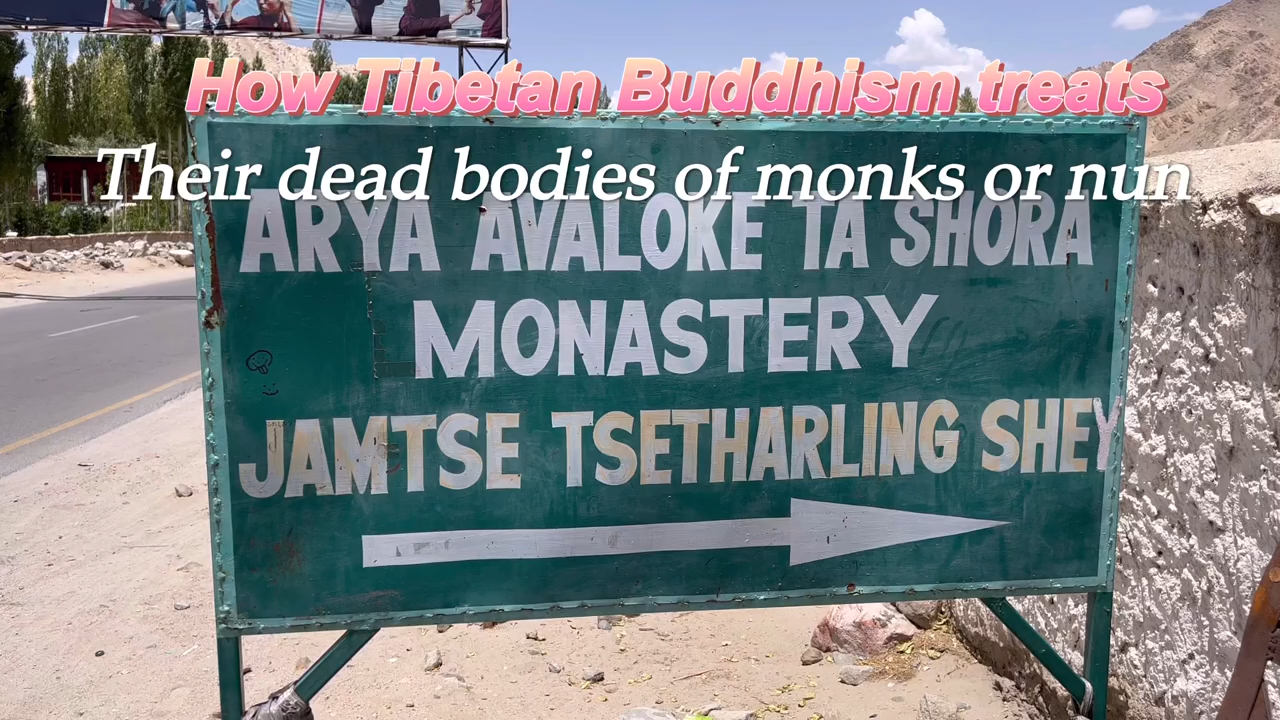 How Tibetan Buddhism treats
Their dead bodies of monks or nun
ARYA AVALOKE TA SHORA
MONASTERY
JAMTSE TSETHARLING SHEY